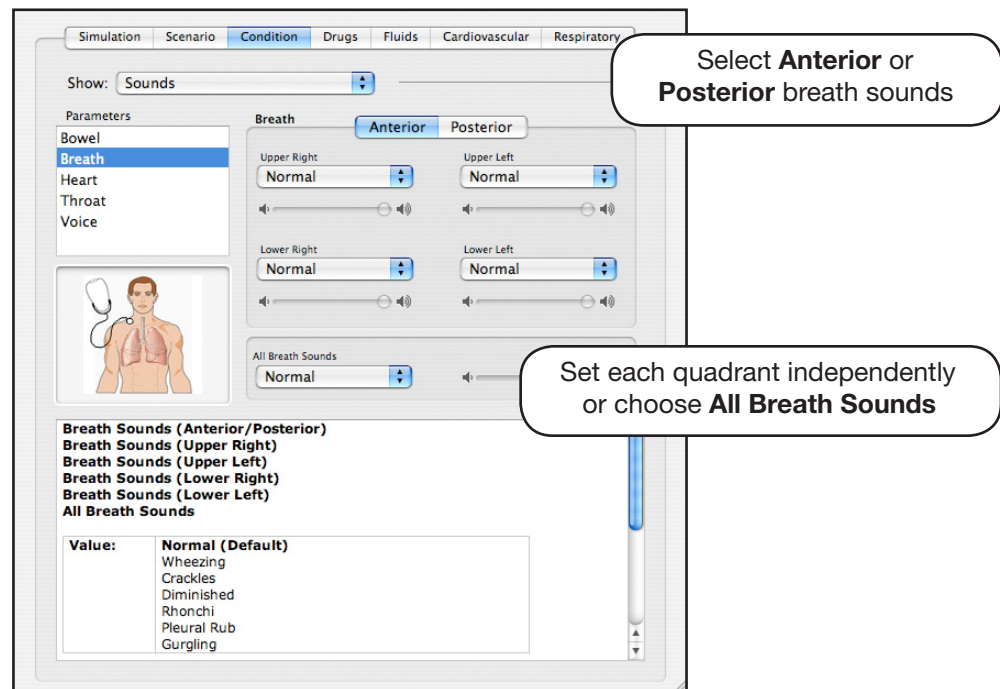 Simulation Scenario Condition Drugs Fluids Cardiovascular Respiratory
Select Anterior or
Posterior breath sounds
Show: Sounds
Parameters
Bowel
Breath
Heart
Throat
Voice
Breath
Anterior Posterior
Upper Right Upper Left
Normal Normal
Lower Right Lower Left
Normal Normal
All Breath Sounds
Normal
Set each quadrant independently
or choose All Breath Sounds
Breath Sounds (Anterior/Posterior)
Breath Sounds (Upper Right)
Breath Sounds (Upper Left)
Breath Sounds (Lower Right)
Breath Sounds (Lower Left)
All Breath Sounds
Value: Normal (Default)
Wheezing
Crackles
Diminished
Rhonchi
Pleural Rub
Gurgling